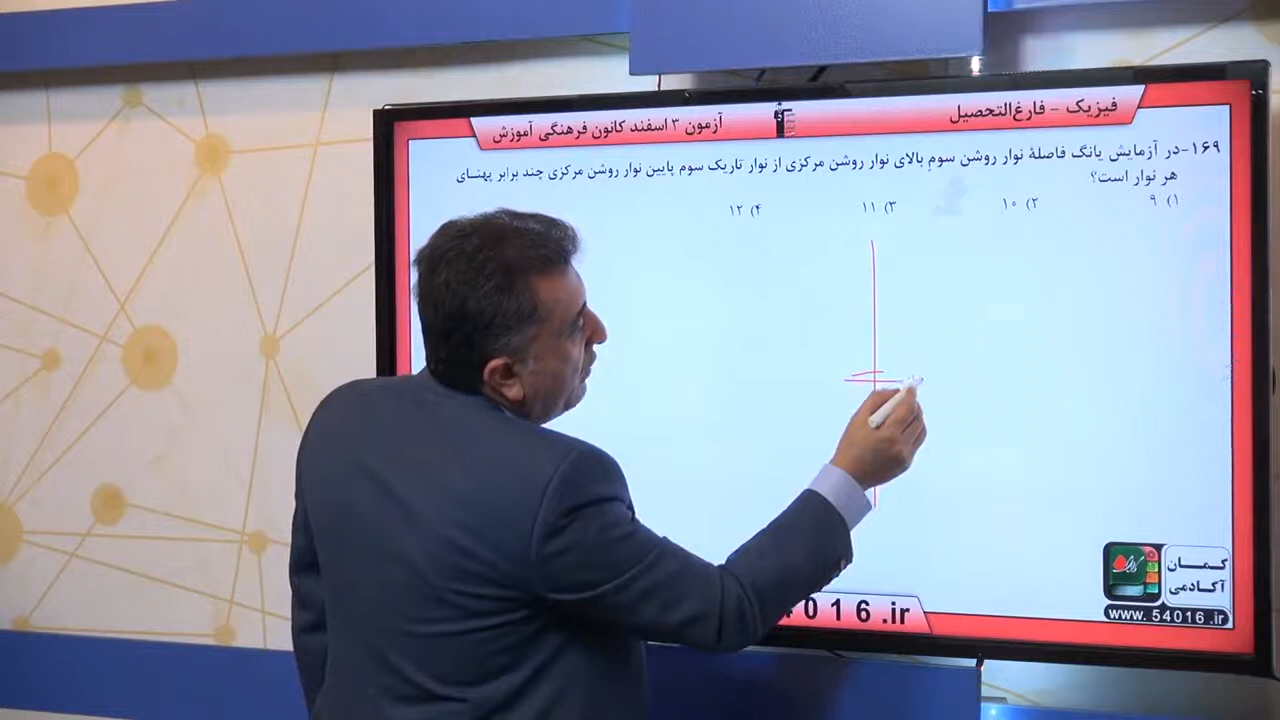 فیزیک - فارغ‌التحصیل
آزمون ۳ اسفند کانون فرهنگی آموزش
۱۶۹-در آزمایش یانگ فاصلهٔ نوار روشن سومِ بالای نوار روشن مرکزی از نوار تاریک سوم پایین نوار روشن مرکزی چند برابر پهنای
هر نوار است؟
۱) ۹
۲) ۱۰
۳) ۱۱
۴) ۱۲
کمان
آکادمی
www.54016.ir
4016.ir